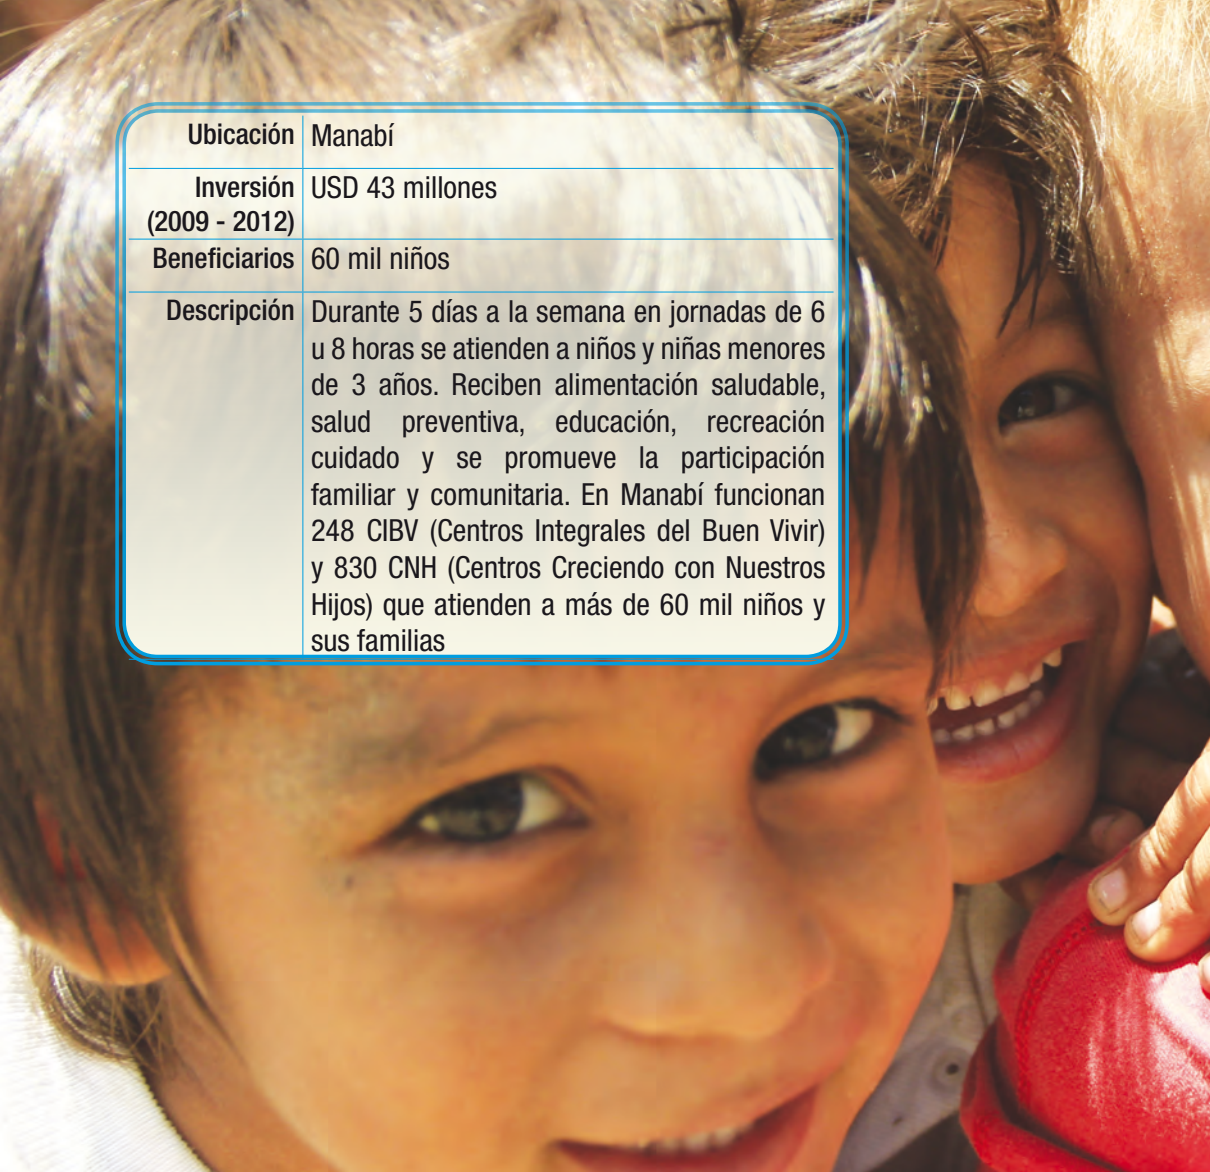 Ubicación Manabí
Inversión USD 43 millones
(2009 - 2012)
Beneficiarios 60 mil niños
Descripción Durante 5 días a la semana en jornadas de 6
u 8 horas se atienden a niños y niñas menores
de 3 años. Reciben alimentación saludable,
salud preventiva, educación, recreación
cuidado y se promueve la participación
familiar y comunitaria. En Manabí funcionan
248 CIBV (Centros Integrales del Buen Vivir)
y 830 CNH (Centros Creciendo con Nuestros
Hijos) que atienden a más de 60 mil niños y
sus familias